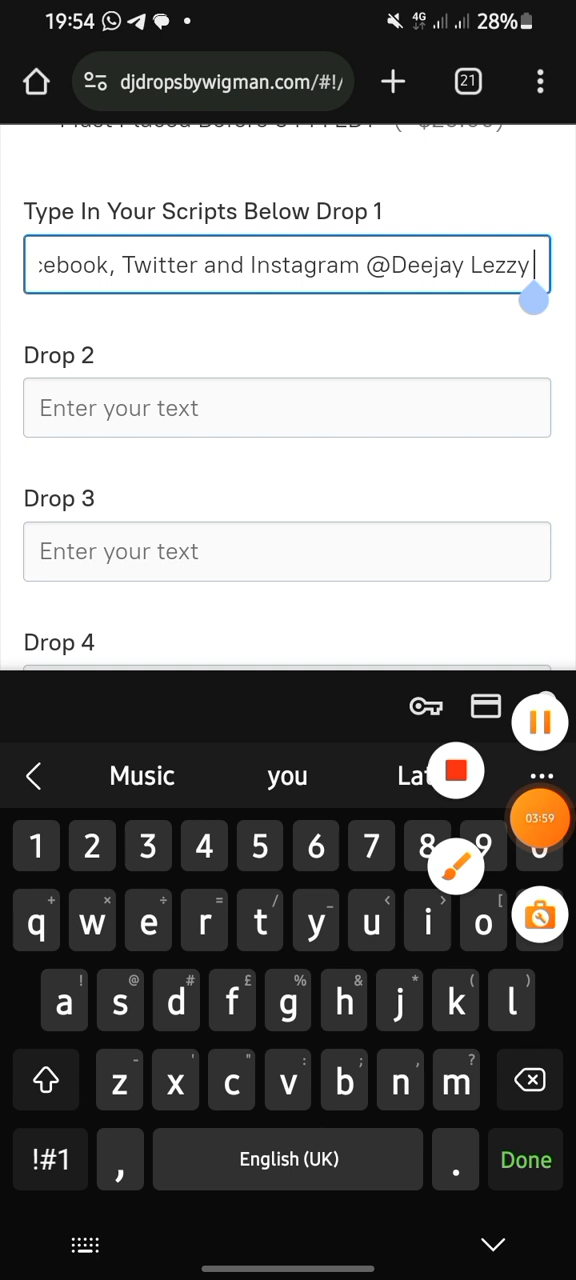 19:54 4G 28%
djdropsbywigman.com/#!/ 21
Type In Your Scripts Below Drop 1
:ebook, Twitter and Instagram @Deejay Lezzy
Drop 2
Enter your text
Drop 3
Enter your text
Drop 4
Music you
03:59
1 2 3 4 5 6 7 8 9 0
+ × ÷ = / _ < > [
q w e r t y u i o
! @ # £ % & * ( )
a s d f g h j k l
- ' " : ; , ?
z x c v b n m
!#1 , English (UK) . Done